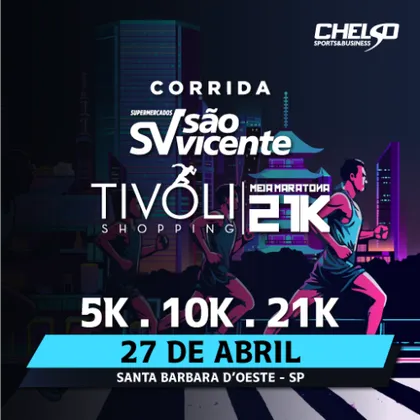 CHELSO
SPORTS&BUSINESS
CORRIDA
SUPERMERCADOS
SV são
vicente
TIVOLI
SHOPPING
MEIA MARATONA
21K
5K . 10K . 21K
27 DE ABRIL
SANTA BARBARA D'OESTE - SP